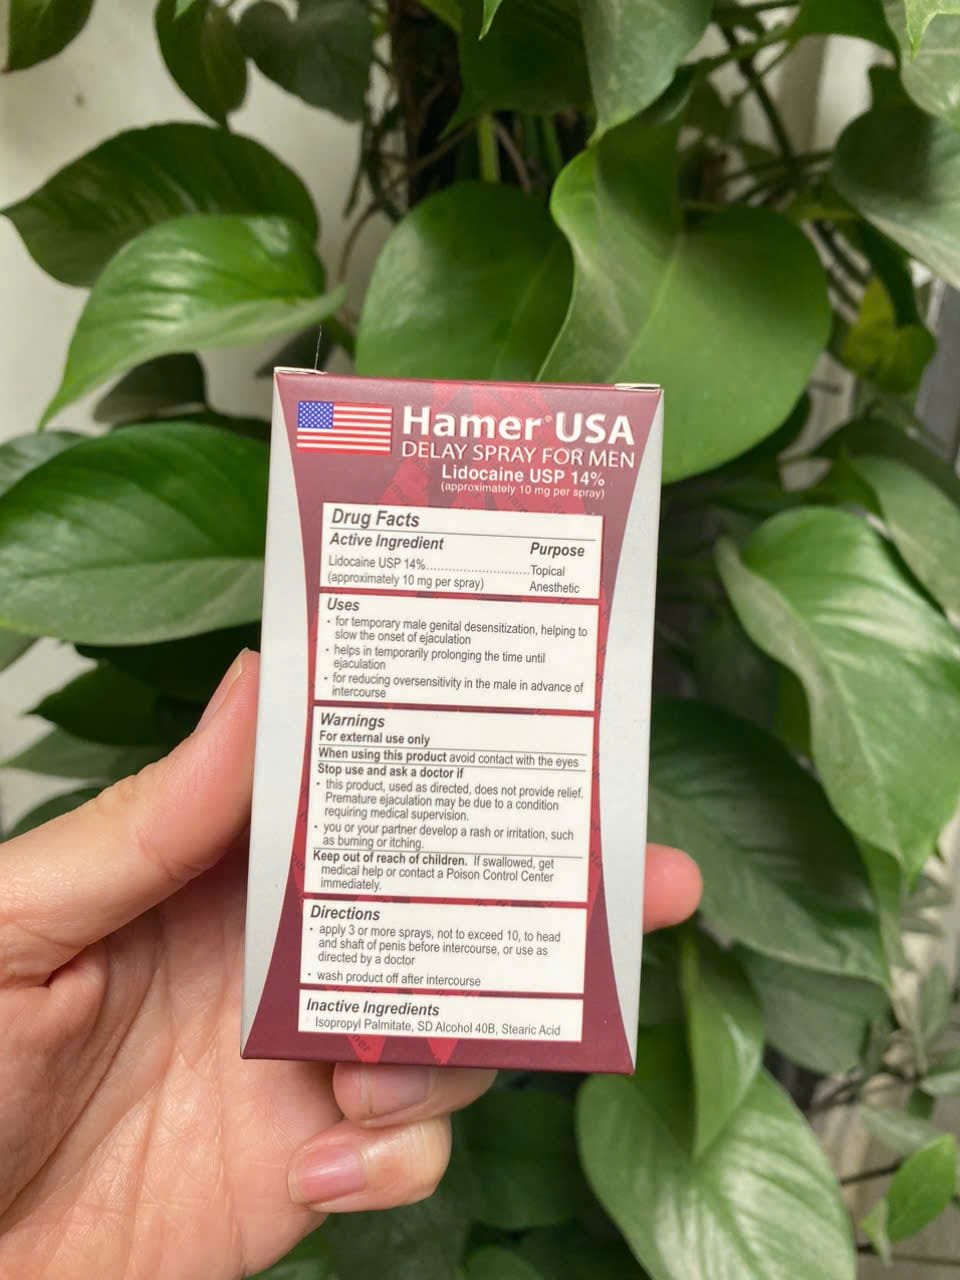 Hamer® USA
DELAY SPRAY FOR MEN
Lidocaine USP 14%
(approximately 10 mg per spray)
Drug Facts
Active Ingredient Purpose
Lidocaine USP 14%..............................Topical
(approximately 10 mg per spray) Anesthetic
Uses
• for temporary male genital desensitization, helping to
slow the onset of ejaculation
• helps in temporarily prolonging the time until
ejaculation
• for reducing oversensitivity in the male in advance of
intercourse
Warnings
For external use only
When using this product avoid contact with the eyes
Stop use and ask a doctor if
• this product, used as directed, does not provide relief.
Premature ejaculation may be due to a condition
requiring medical supervision.
• you or your partner develop a rash or irritation, such
as burning or itching.
Keep out of reach of children. If swallowed, get
medical help or contact a Poison Control Center
immediately.
Directions
• apply 3 or more sprays, not to exceed 10, to head
and shaft of penis before intercourse, or use as
directed by a doctor
• wash product off after intercourse
Inactive Ingredients
Isopropyl Palmitate, SD Alcohol 40B, Stearic Acid